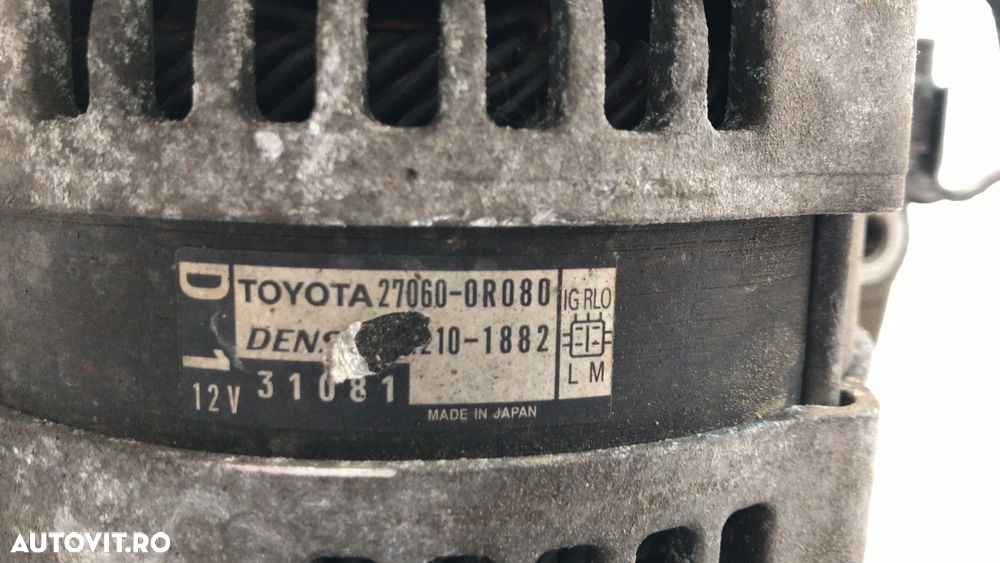 D 1
TOYOTA 27060-0R080
DENS 210-1882
12V 31081
MADE IN JAPAN
IG RLO
L M
AUTOVIT.RO